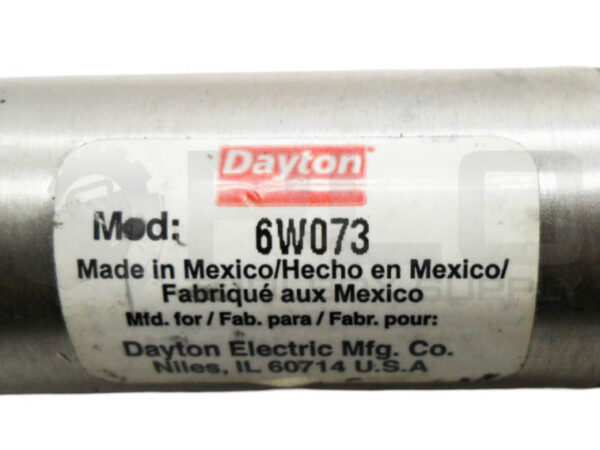 Dayton
Mod: 6W073
Made in Mexico/Hecho en Mexico/
Fabriqué aux Mexico
Mfd. for / Fab. para / Fabr. pour:
Dayton Electric Mfg. Co.
Niles, IL 60714 U.S.A